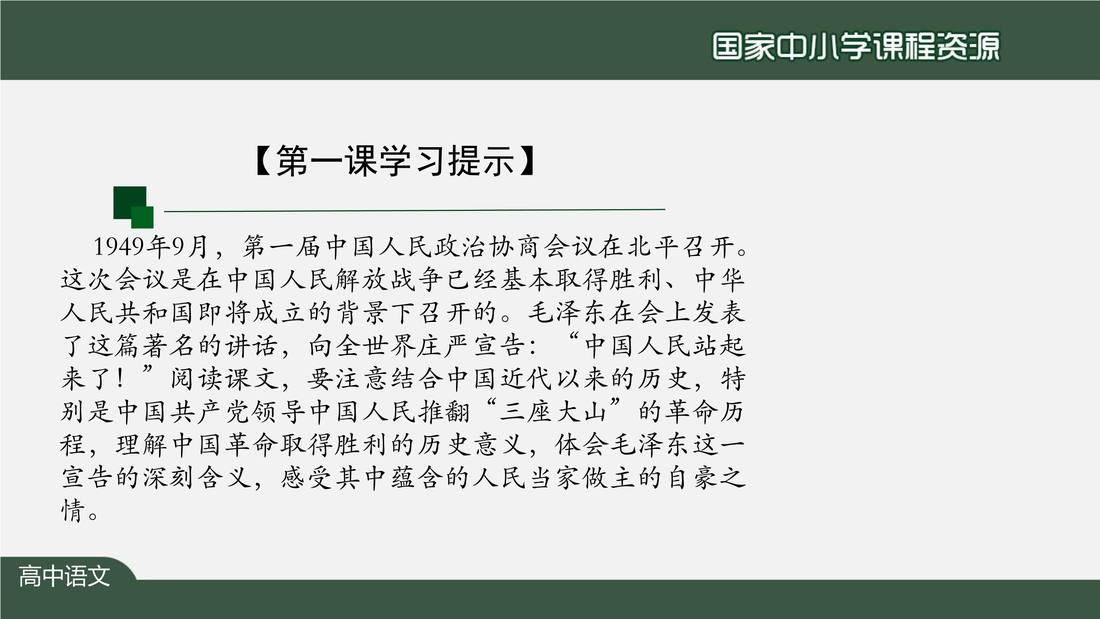 国家中小学课程资源
【第一课学习提示】
1949年9月，第一届中国人民政治协商会议在北平召开。
这次会议是在中国人民解放战争已经基本取得胜利、中华
人民共和国即将成立的背景下召开的。毛泽东在会上发表
了这篇著名的讲话，向全世界庄严宣告：“中国人民站起
来了！”阅读课文，要注意结合中国近代以来的历史，特
别是中国共产党领导中国人民推翻“三座大山”的革命历
程，理解中国革命取得胜利的历史意义，体会毛泽东这一
宣告的深刻含义，感受其中蕴含的人民当家做主的自豪之
情。
高中语文